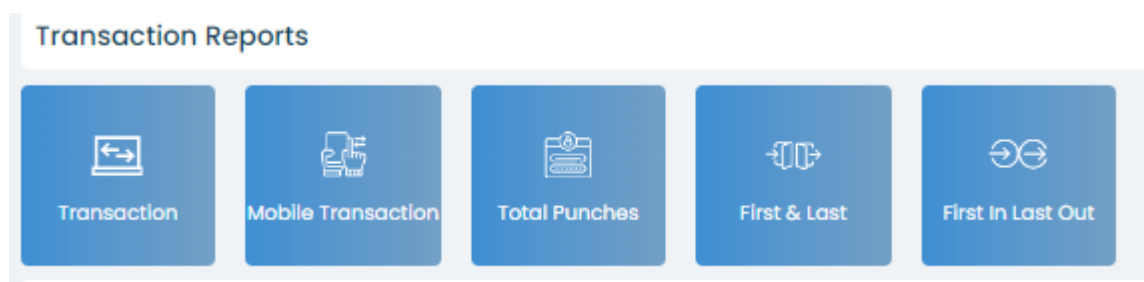 Transaction Reports
Transaction
Mobile Transaction
Total Punches
First & Last
First In Last Out